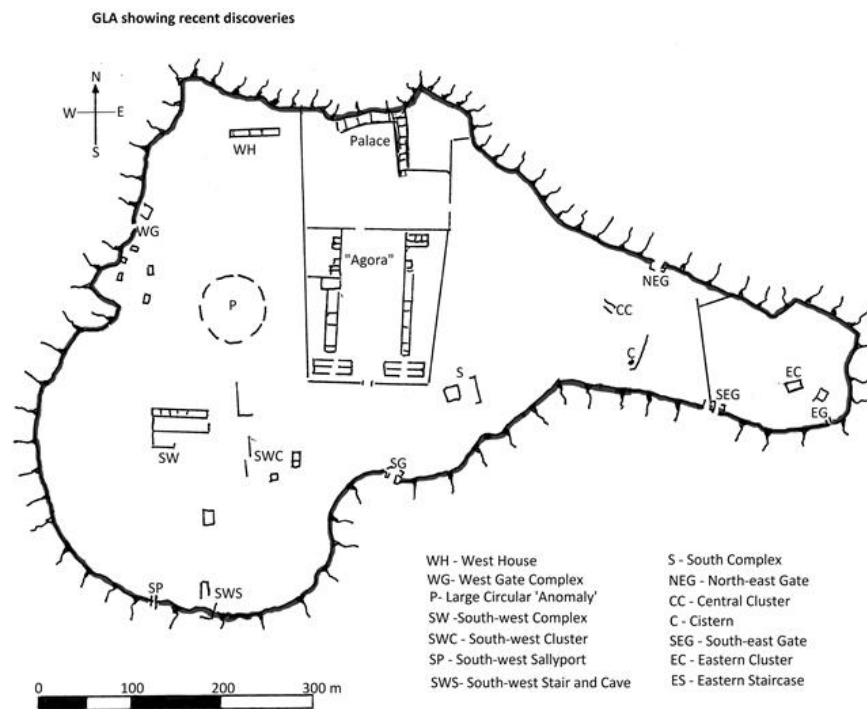 GLA showing recent discoveries
N
W E
S
WH
Palace
WG
"Agora"
NEG
P
CC
C
S
EC
SEG
EG
SW
SWC
SG
SP
SWS
WH - West House
WG- West Gate Complex
P- Large Circular 'Anomaly'
SW -South-west Complex
SWC - South-west Cluster
SP - South-west Sallyport
SWS- South-west Stair and Cave
S - South Complex
NEG - North-east Gate
CC - Central Cluster
C - Cistern
SEG - South-east Gate
EC - Eastern Cluster
ES - Eastern Staircase
0 100 200 300 m